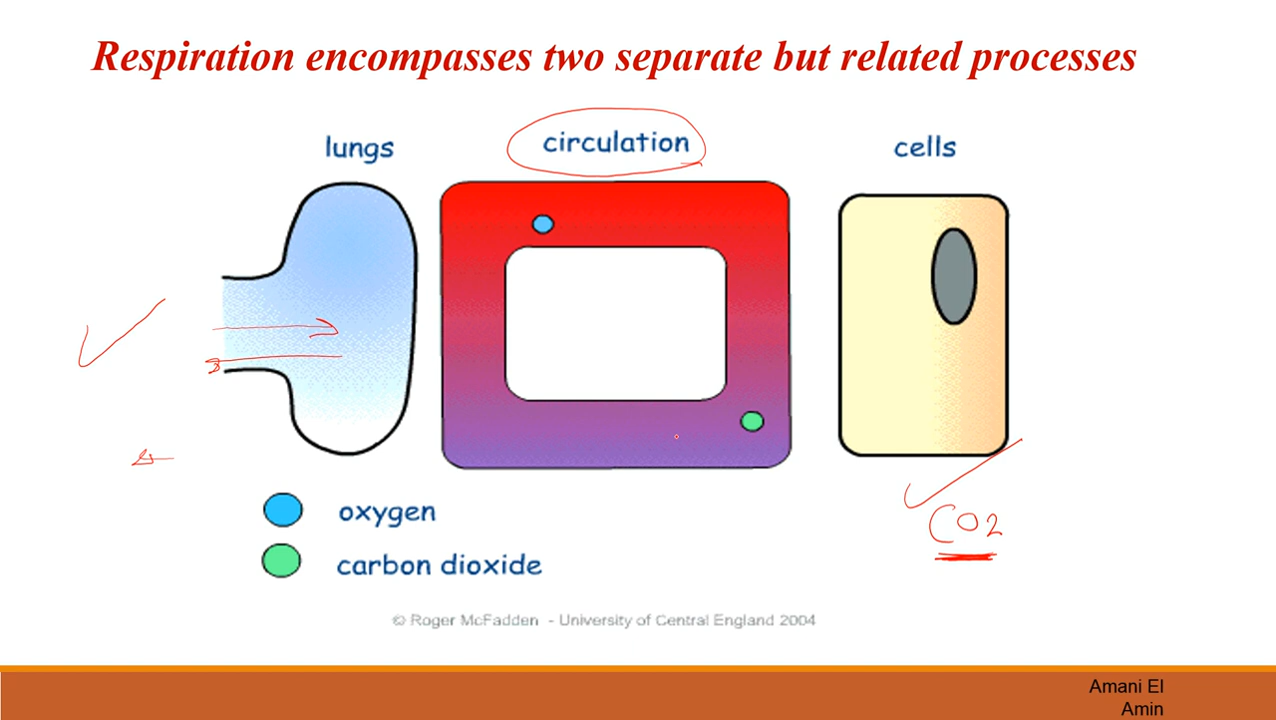 Respiration encompasses two separate but related processes
lungs
circulation
cells
oxygen
carbon dioxide
CO2
© Roger McFadden - University of Central England 2004
Amani El
Amin